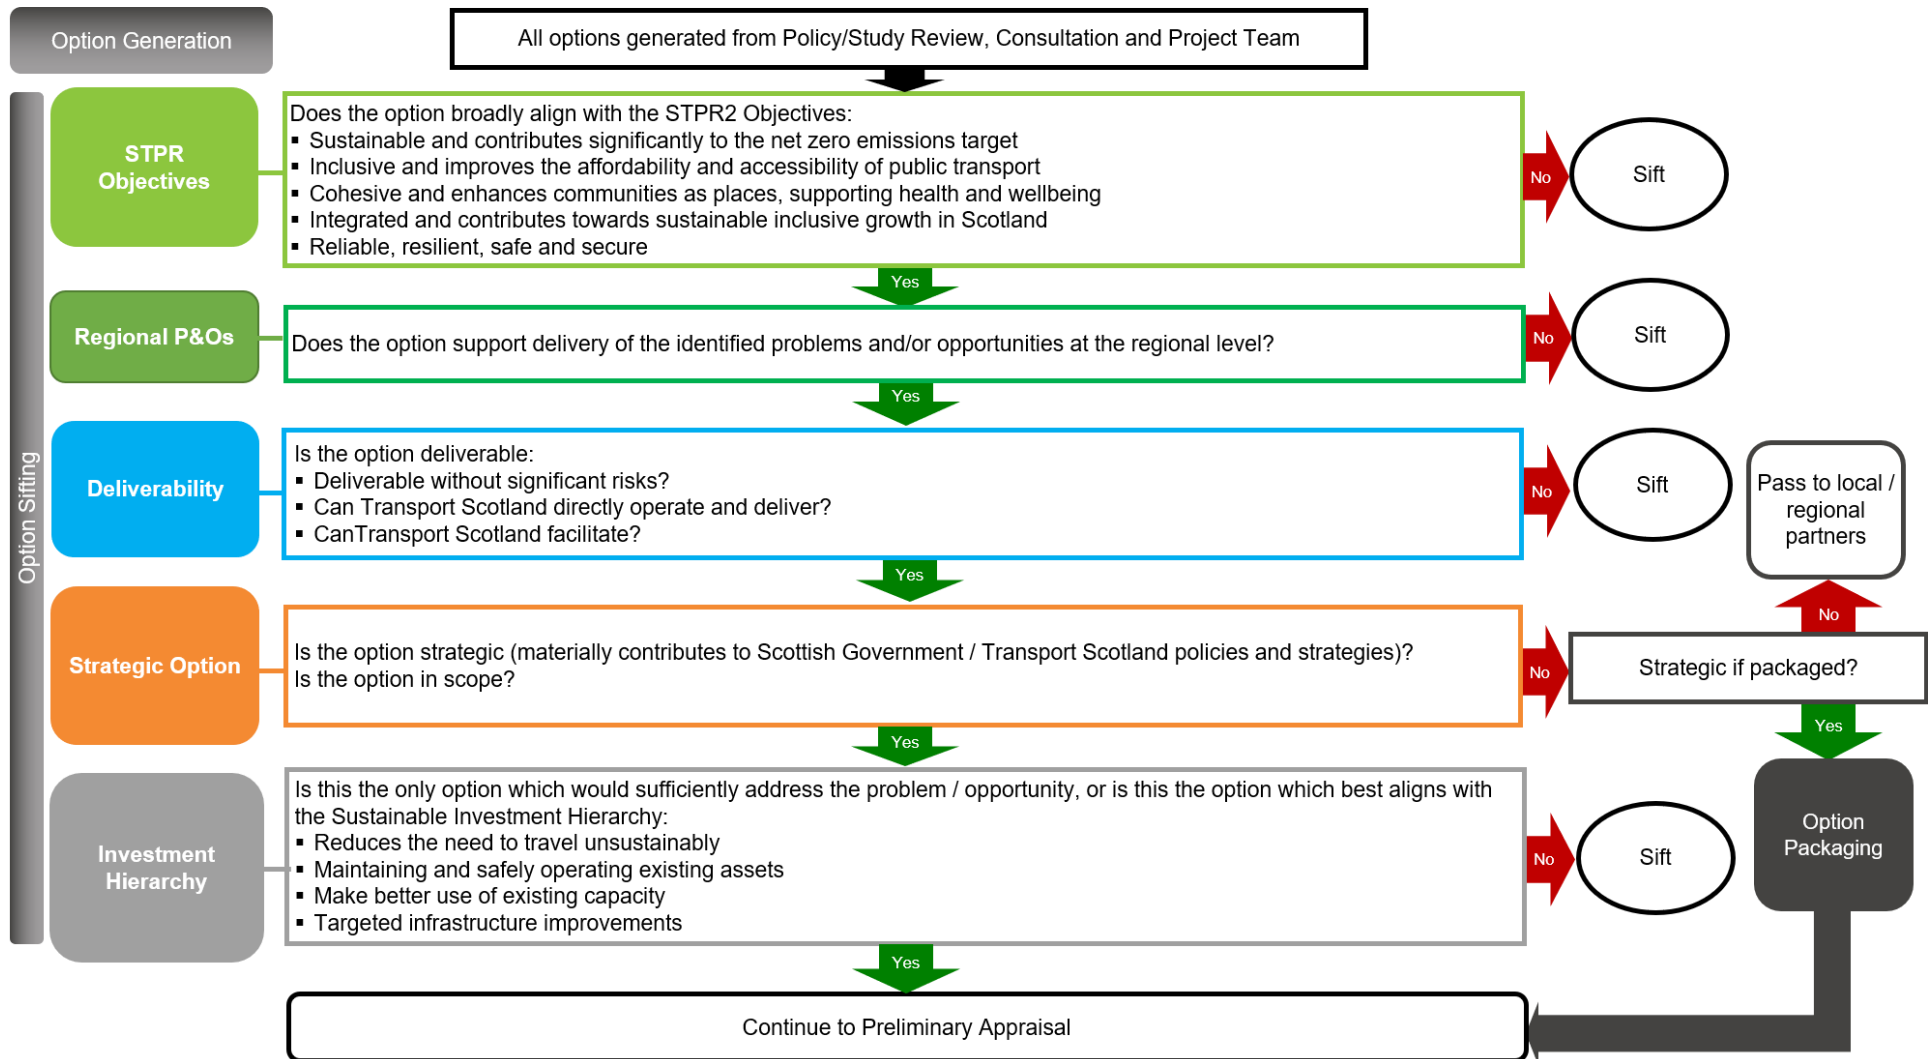 Option Generation
All options generated from Policy/Study Review, Consultation and Project Team
Option Sifting
STPR
Objectives
Does the option broadly align with the STPR2 Objectives:
▪ Sustainable and contributes significantly to the net zero emissions target
▪ Inclusive and improves the affordability and accessibility of public transport
▪ Cohesive and enhances communities as places, supporting health and wellbeing
▪ Integrated and contributes towards sustainable inclusive growth in Scotland
▪ Reliable, resilient, safe and secure
No
Sift
Yes
Regional P&Os
Does the option support delivery of the identified problems and/or opportunities at the regional level?
No
Sift
Yes
Deliverability
Is the option deliverable:
▪ Deliverable without significant risks?
▪ Can Transport Scotland directly operate and deliver?
▪ CanTransport Scotland facilitate?
No
Sift
Pass to local /
regional
partners
Yes
No
Strategic Option
Is the option strategic (materially contributes to Scottish Government / Transport Scotland policies and strategies)?
Is the option in scope?
No
Strategic if packaged?
Yes
Yes
Investment
Hierarchy
Is this the only option which would sufficiently address the problem / opportunity, or is this the option which best aligns with
the Sustainable Investment Hierarchy:
▪ Reduces the need to travel unsustainably
▪ Maintaining and safely operating existing assets
▪ Make better use of existing capacity
▪ Targeted infrastructure improvements
No
Sift
Option
Packaging
Yes
Continue to Preliminary Appraisal